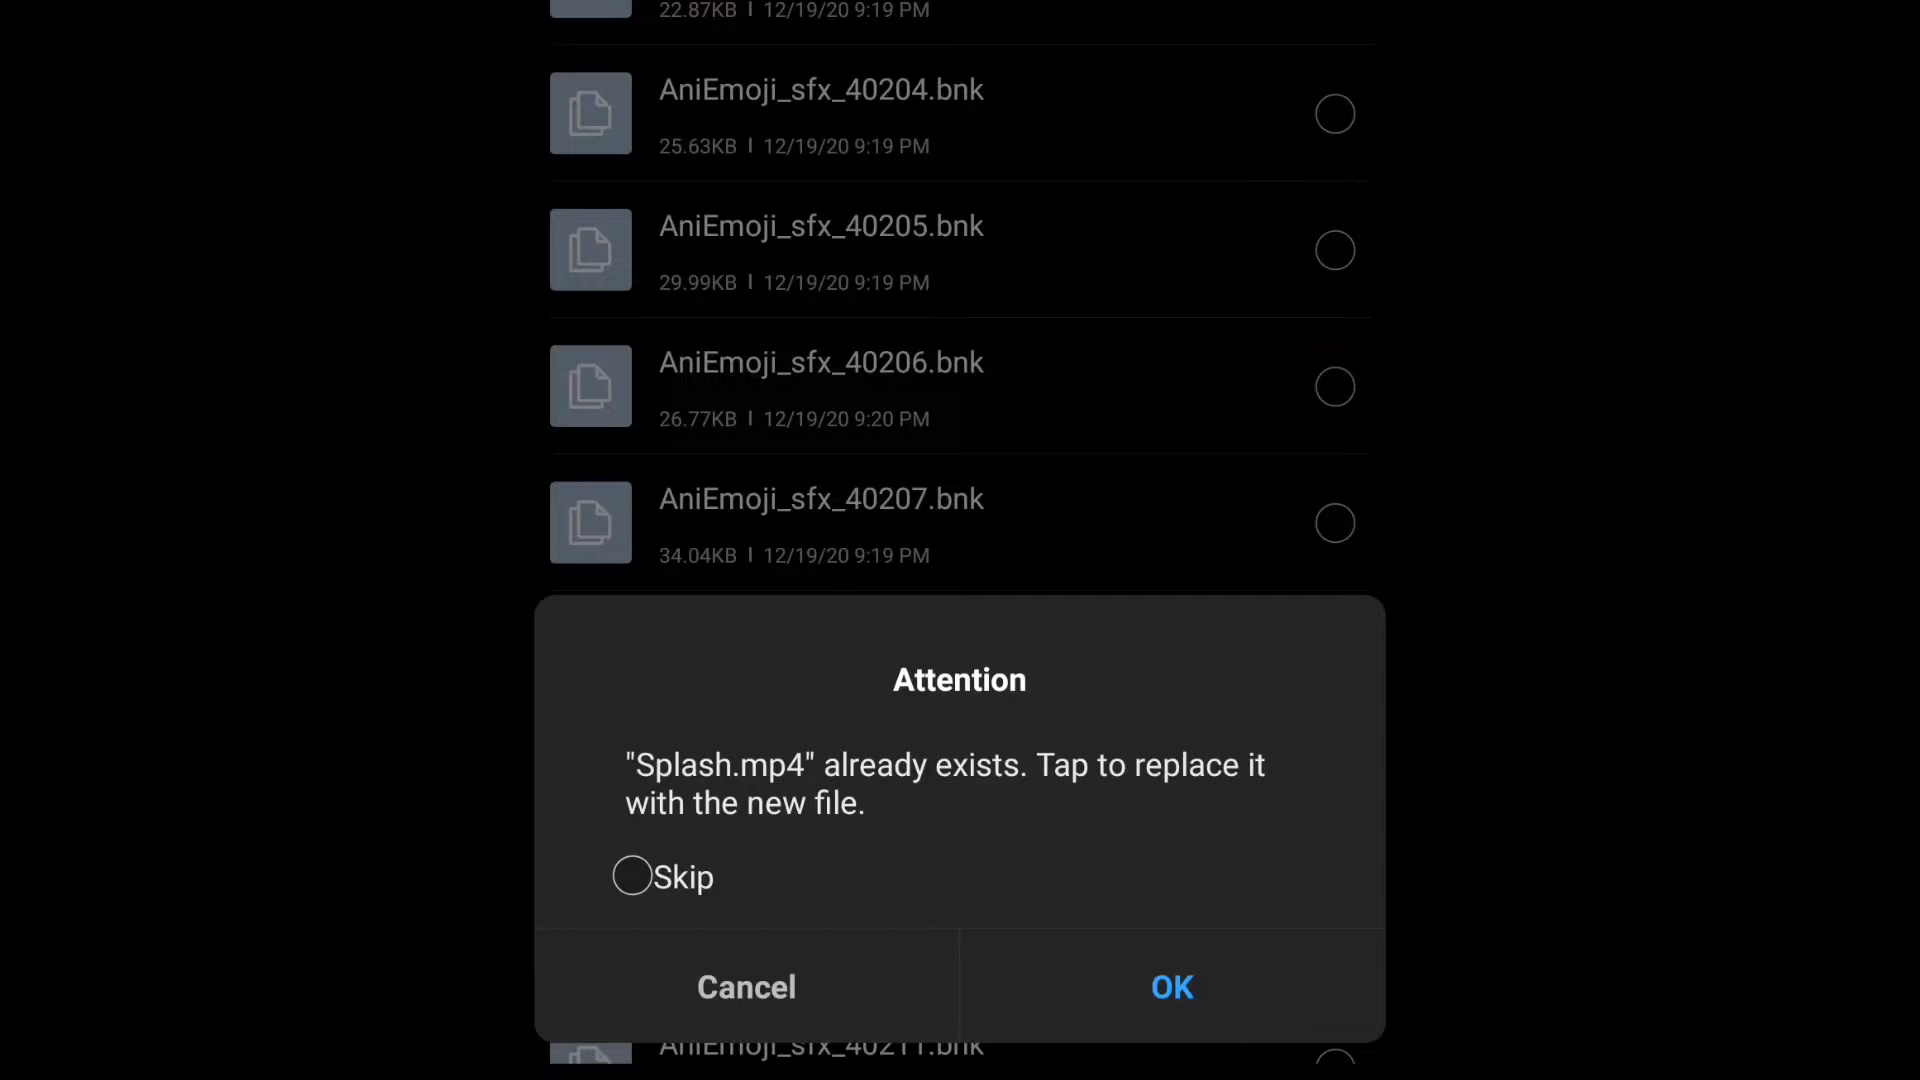 22.87KB | 12/19/20 9:19 PM
AniEmoji_sfx_40204.bnk
25.63KB | 12/19/20 9:19 PM
AniEmoji_sfx_40205.bnk
29.99KB | 12/19/20 9:19 PM
AniEmoji_sfx_40206.bnk
26.77KB | 12/19/20 9:20 PM
AniEmoji_sfx_40207.bnk
34.04KB | 12/19/20 9:19 PM
Attention
"Splash.mp4" already exists. Tap to replace it
with the new file.
Skip
Cancel
OK
AniEmoji_sfx_40211.bnk